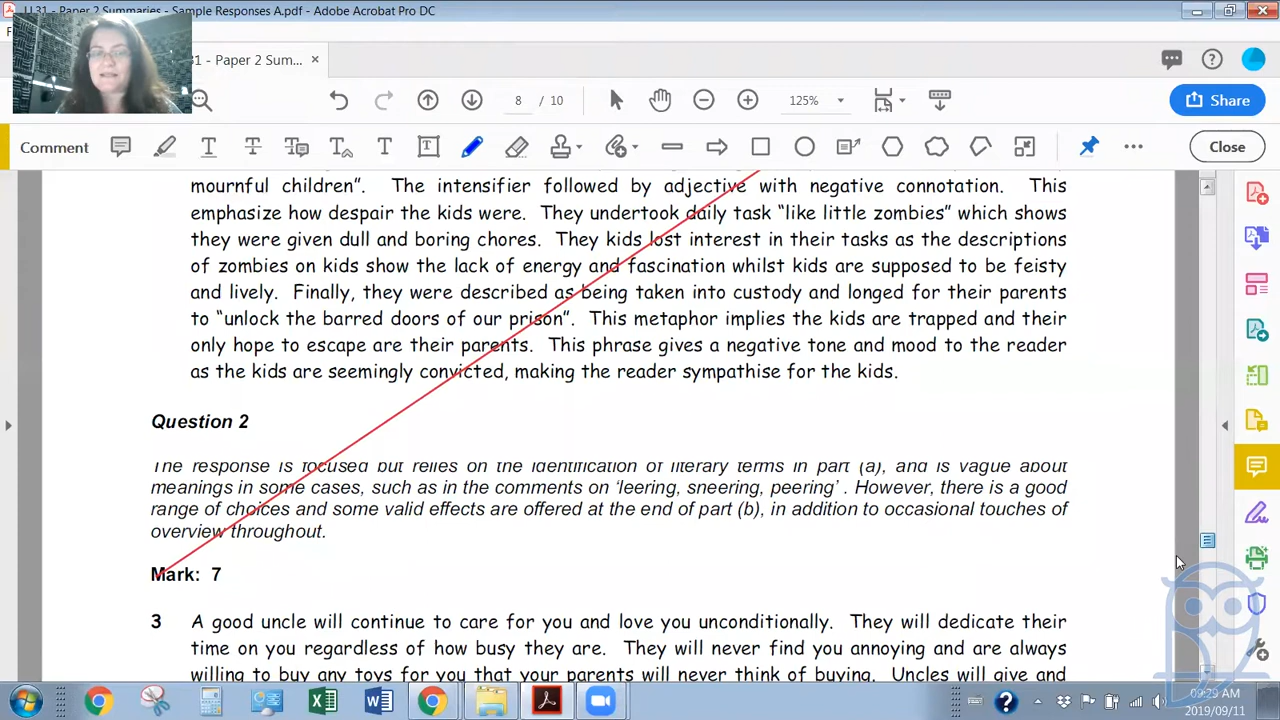 Paper 2 Summaries - Sample Responses A.pdf - Adobe Acrobat Pro DC
31 - Paper 2 Sum... ×
8 / 10
125%
Share
Comment
Close
mournful children”. The intensifier followed by adjective with negative connotation. This
emphasize how despair the kids were. They undertook daily task “like little zombies” which shows
they were given dull and boring chores. They kids lost interest in their tasks as the descriptions
of zombies on kids show the lack of energy and fascination whilst kids are supposed to be feisty
and lively. Finally, they were described as being taken into custody and longed for their parents
to “unlock the barred doors of our prison”. This metaphor implies the kids are trapped and their
only hope to escape are their parents. This phrase gives a negative tone and mood to the reader
as the kids are seemingly convicted, making the reader sympathise for the kids.
Question 2
The response is focused but relies on the identification of literary terms in part (a), and is vague about
meanings in some cases, such as in the comments on ‘leering, sneering, peering’ . However, there is a good
range of choices and some valid effects are offered at the end of part (b), in addition to occasional touches of
overview throughout.
Mark: 7
3 A good uncle will continue to care for you and love you unconditionally. They will dedicate their
time on you regardless of how busy they are. They will never find you annoying and are always
willing to buy any toys for you that your parents will never think of buying. Uncles will give and
09:29 AM
2019/09/11